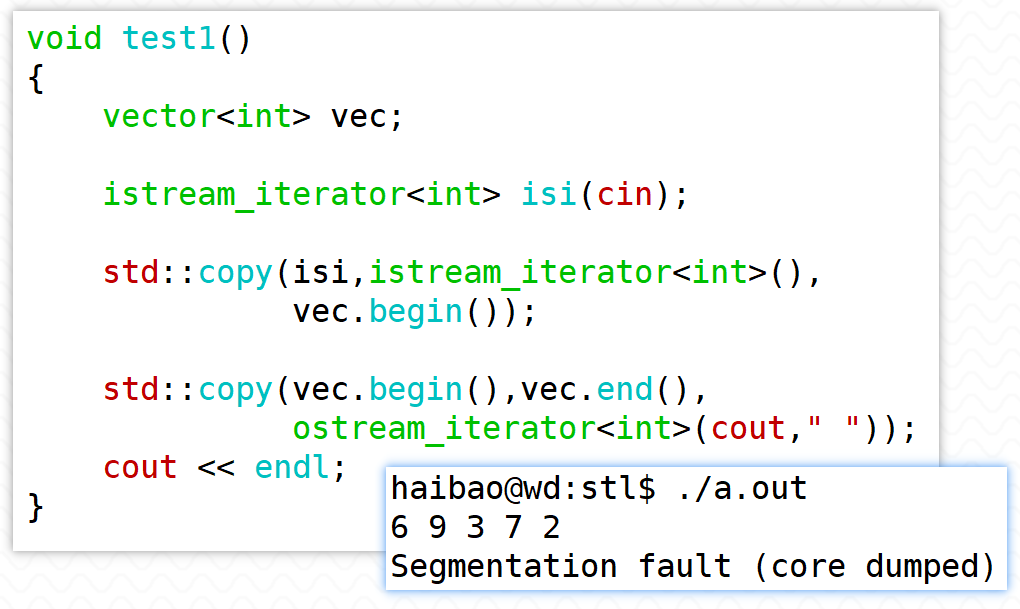 void test1()
{
    vector<int> vec;

    istream_iterator<int> isi(cin);

    std::copy(isi,istream_iterator<int>(),
              vec.begin());

    std::copy(vec.begin(),vec.end(),
              ostream_iterator<int>(cout," "));
    cout << endl;
}
haibao@wd:stl$ ./a.out
6 9 3 7 2
Segmentation fault (core dumped)